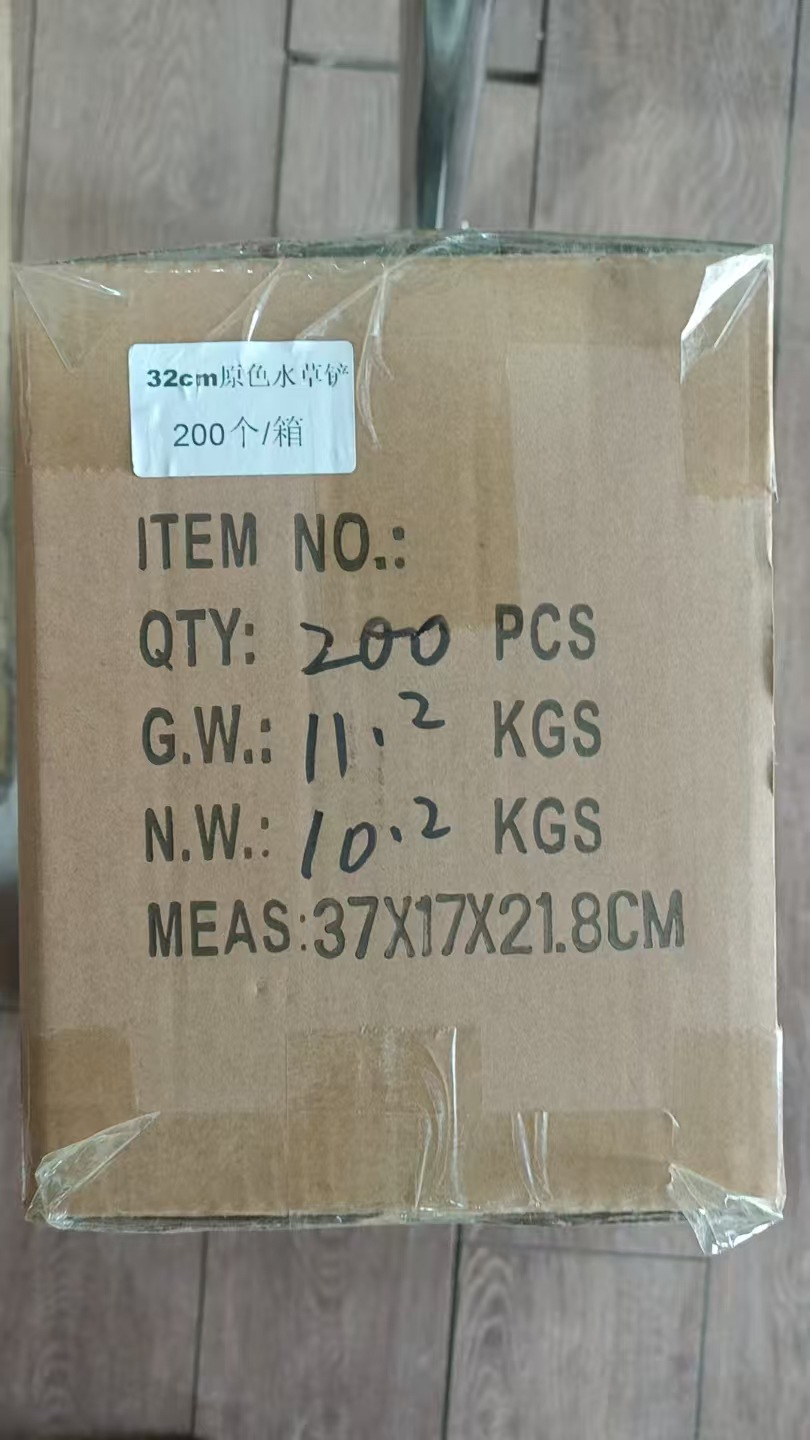 32cm原色水草铲
200个/箱
ITEM NO.:
QTY: 200 PCS
G.W.: 11.2 KGS
N.W.: 10.2 KGS
MEAS:37X17X21.8CM